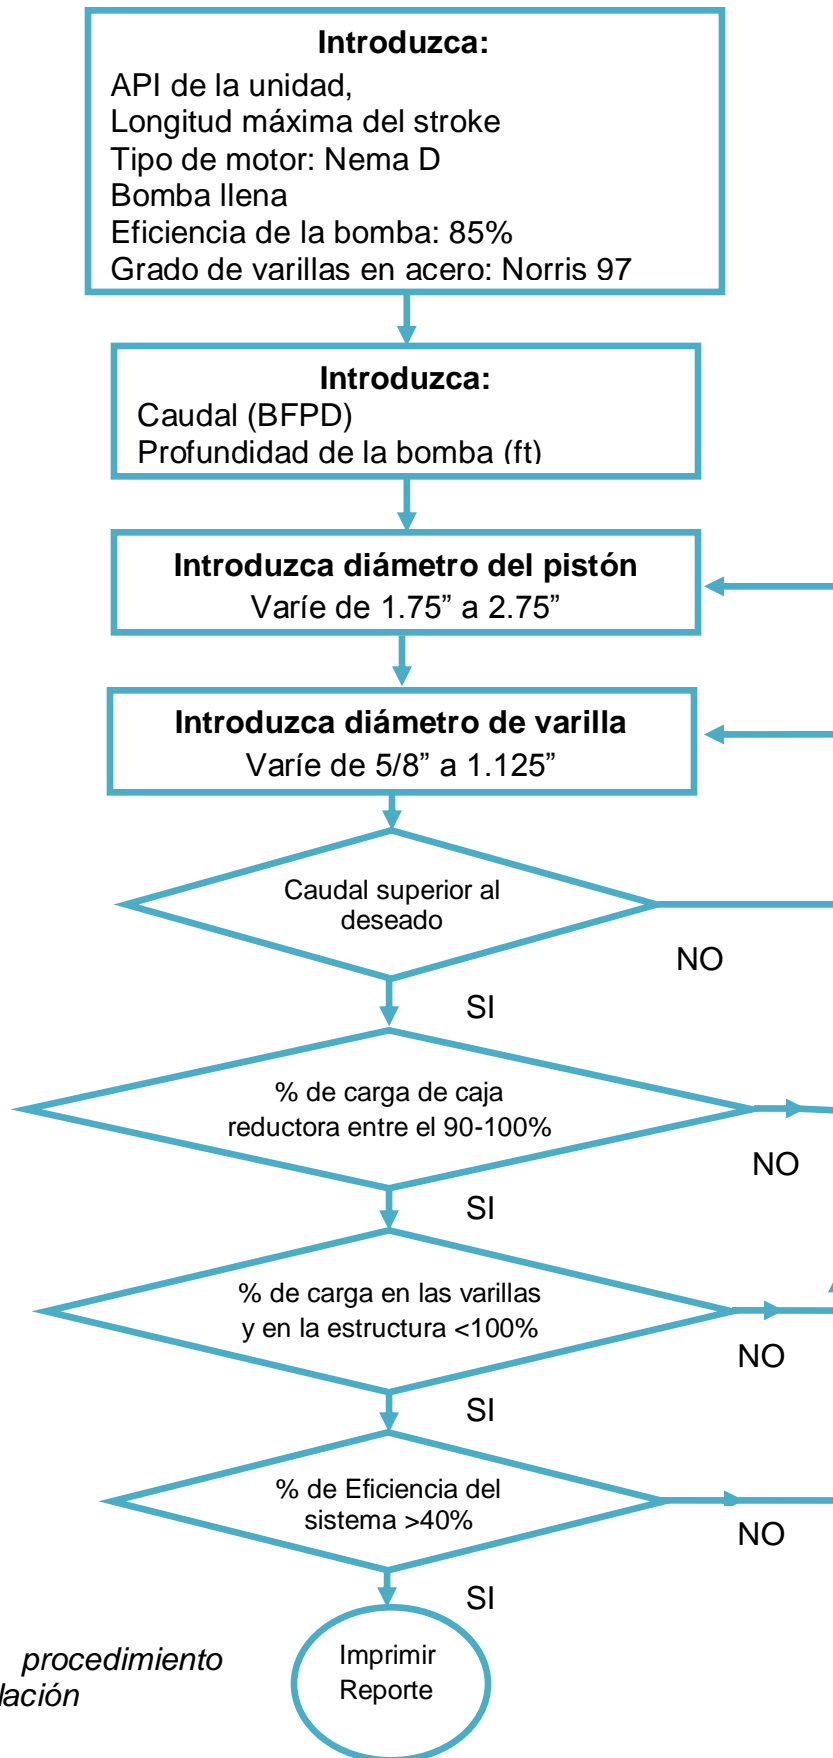 Introduzca:
API de la unidad,
Longitud máxima del stroke
Tipo de motor: Nema D
Bomba llena
Eficiencia de la bomba: 85%
Grado de varillas en acero: Norris 97
Introduzca:
Caudal (BFPD)
Profundidad de la bomba (ft)
Introduzca diámetro del pistón
Varíe de 1.75” a 2.75”
Introduzca diámetro de varilla
Varíe de 5/8” a 1.125”
Caudal superior al
deseado
NO
SI
% de carga de caja
reductora entre el 90-100%
NO
SI
% de carga en las varillas
y en la estructura <100%
NO
SI
% de Eficiencia del
sistema >40%
NO
SI
Imprimir
Reporte
procedimiento
lación